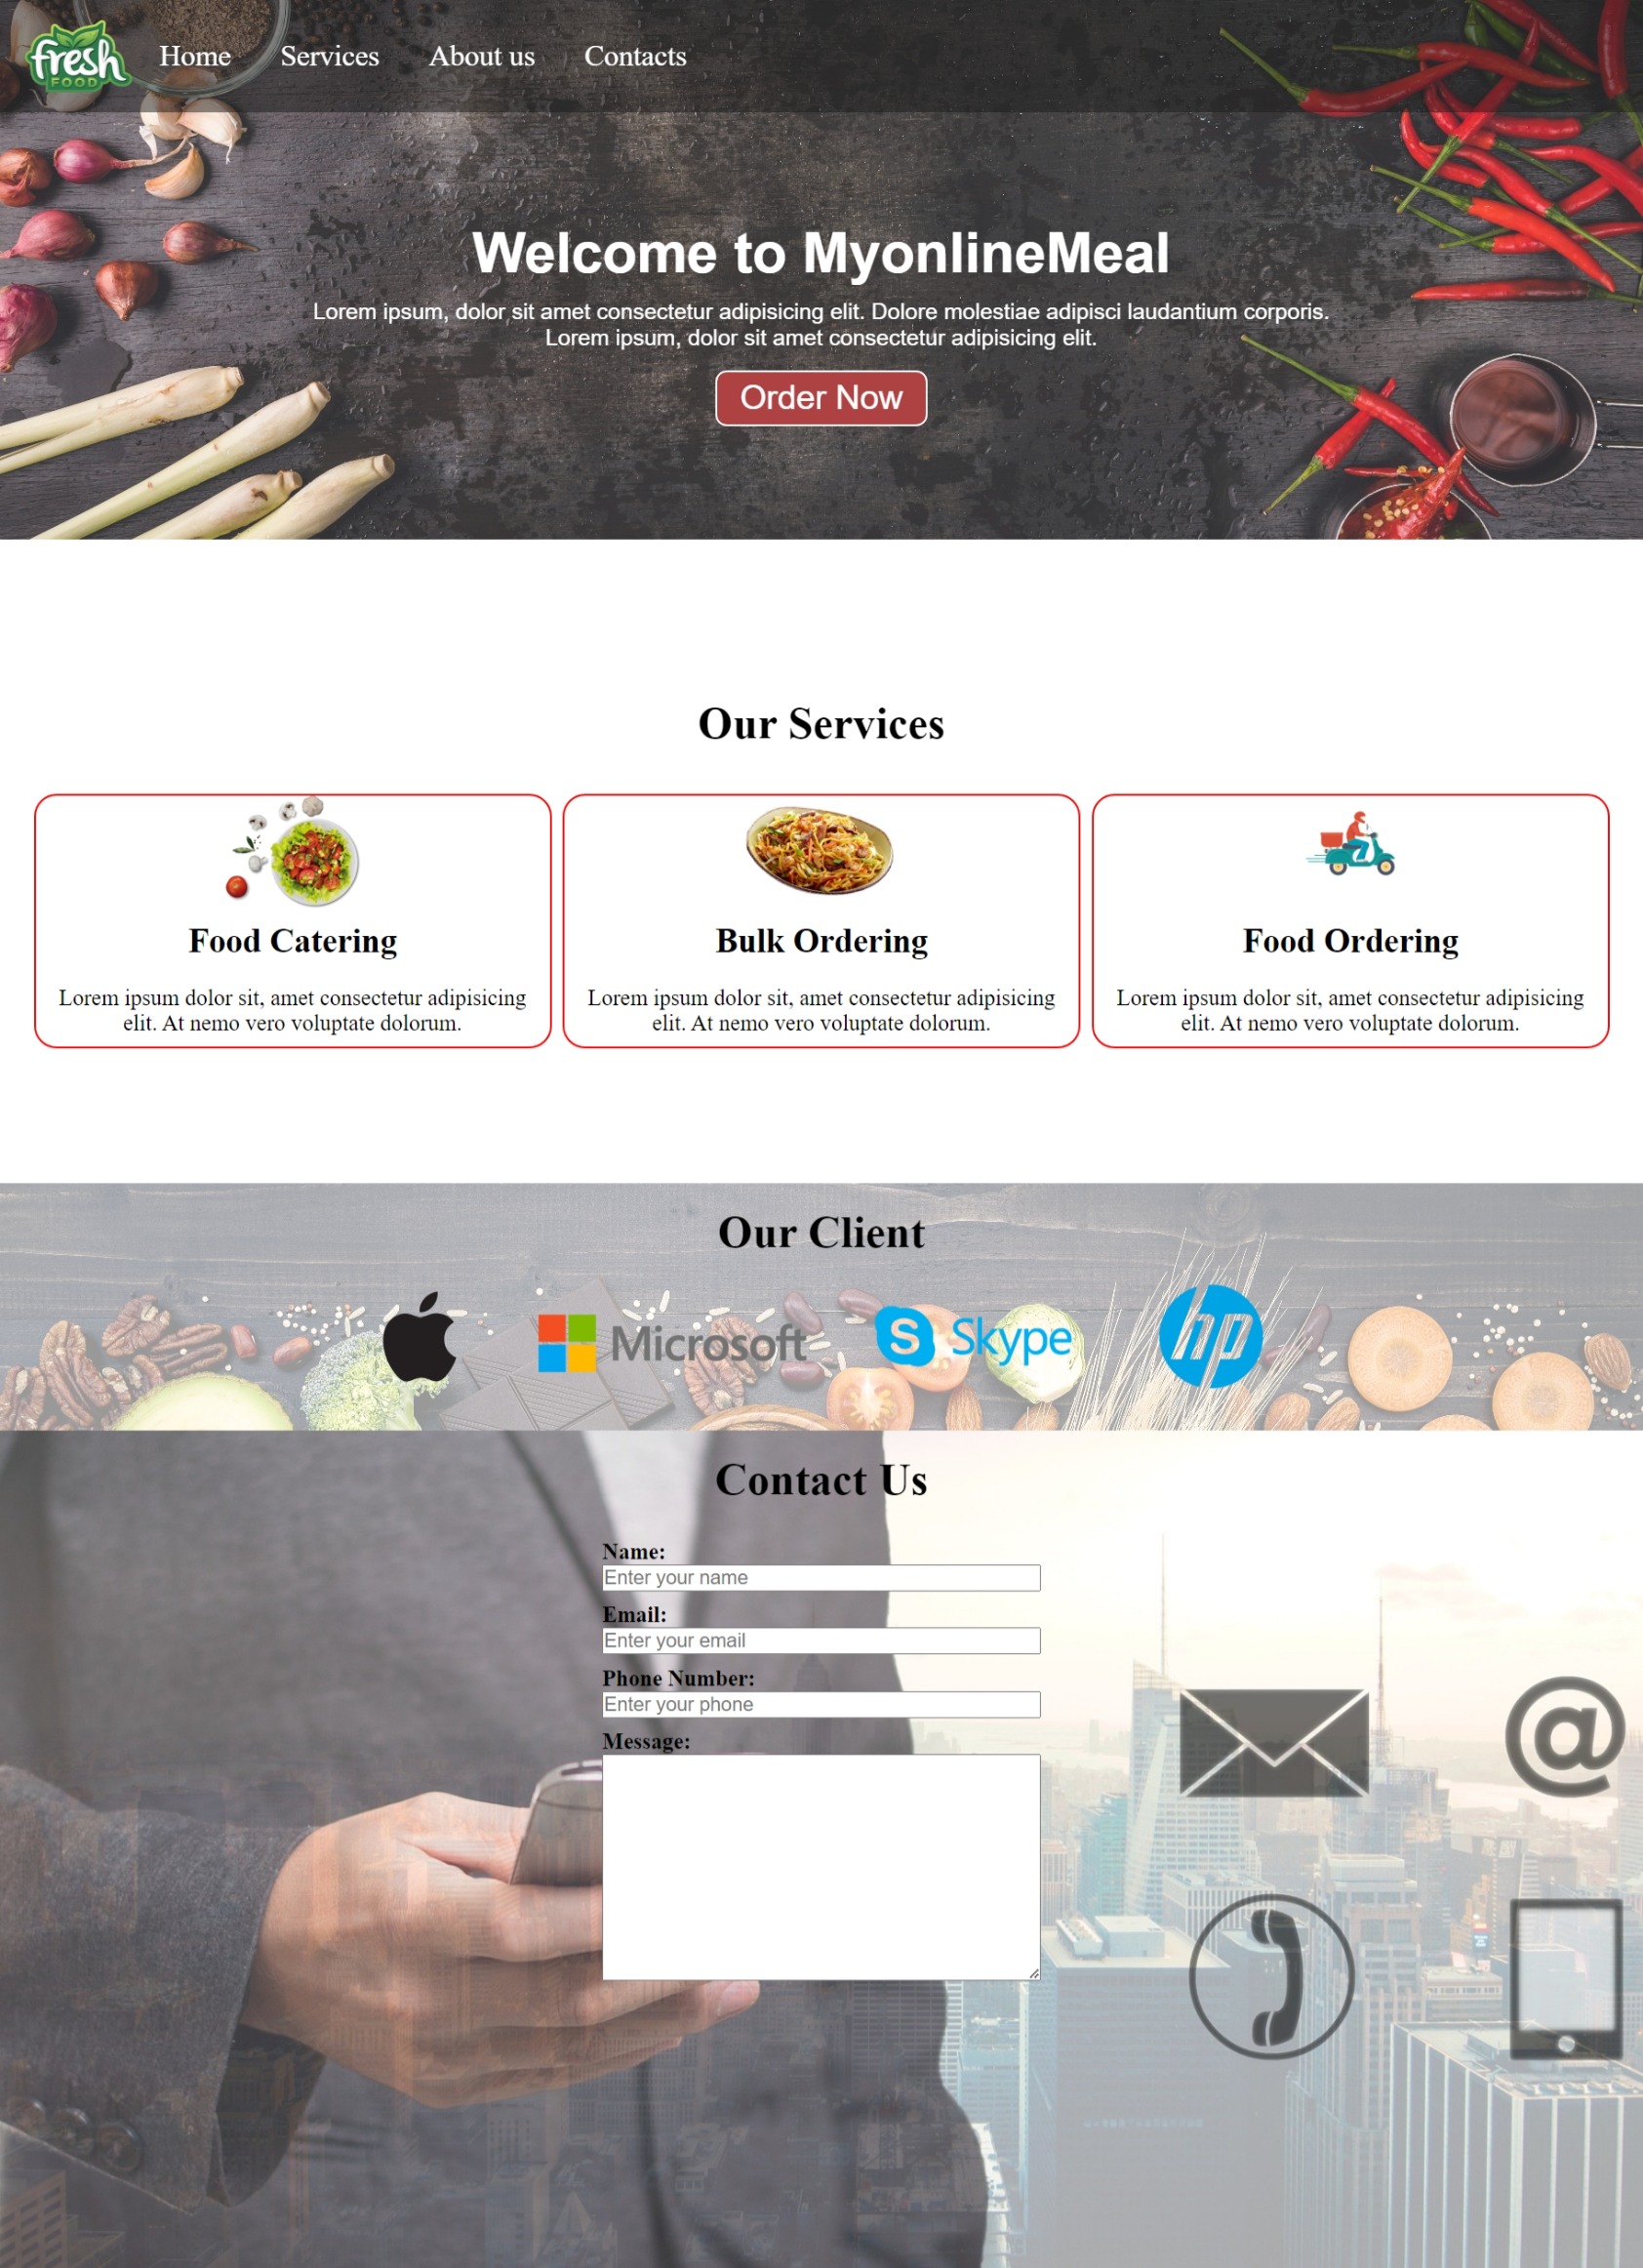 fresh
FOOD
Home
Services
About us
Contacts
Welcome to MyonlineMeal
Lorem ipsum, dolor sit amet consectetur adipisicing elit. Dolore molestiae adipisci laudantium corporis.
Lorem ipsum, dolor sit amet consectetur adipisicing elit.
Order Now
Our Services
Food Catering
Lorem ipsum dolor sit, amet consectetur adipisicing
elit. At nemo vero voluptate dolorum.
Bulk Ordering
Lorem ipsum dolor sit, amet consectetur adipisicing
elit. At nemo vero voluptate dolorum.
Food Ordering
Lorem ipsum dolor sit, amet consectetur adipisicing
elit. At nemo vero voluptate dolorum.
Our Client
Microsoft
S Skype
hp
Contact Us
Name:
Enter your name
Email:
Enter your email
Phone Number:
Enter your phone
Message:
@